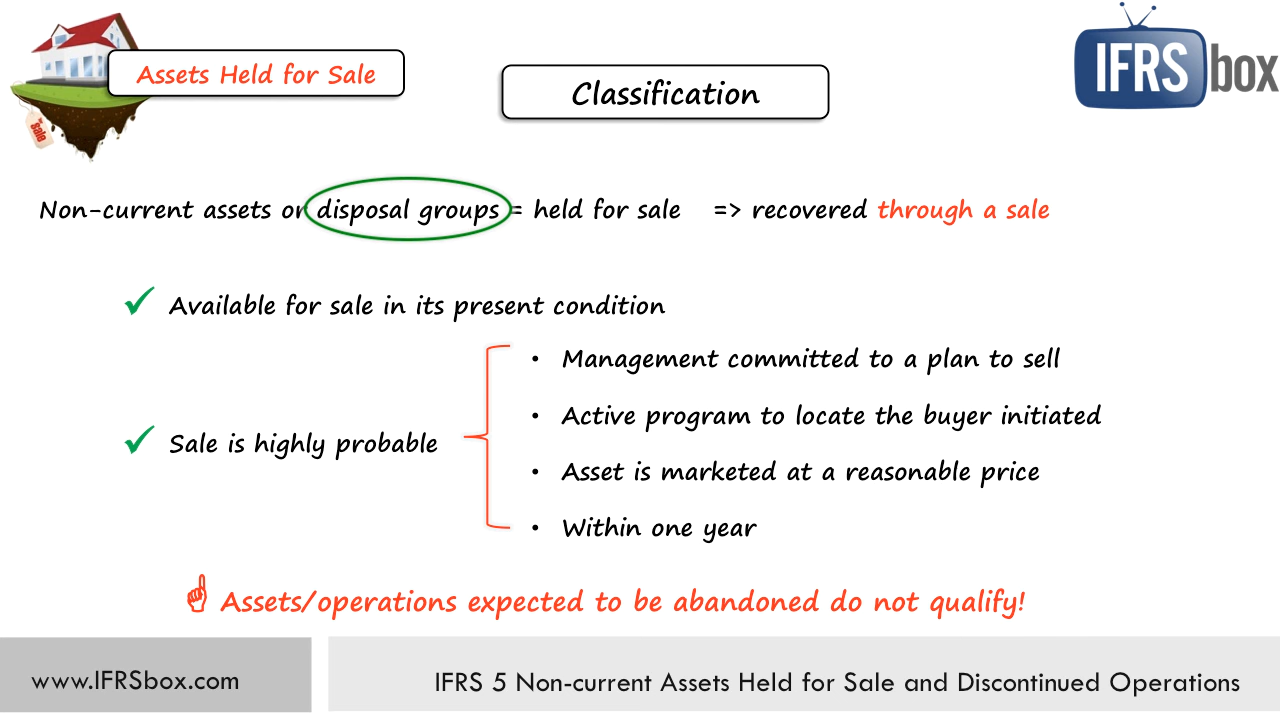 Assets Held for Sale
Classification
IFRS box
sale
Non-current assets or disposal groups = held for sale => recovered through a sale
✓ Available for sale in its present condition
✓ Sale is highly probable
• Management committed to a plan to sell
• Active program to locate the buyer initiated
• Asset is marketed at a reasonable price
• Within one year
☝ Assets/operations expected to be abandoned do not qualify!
www.IFRSbox.com
IFRS 5 Non-current Assets Held for Sale and Discontinued Operations